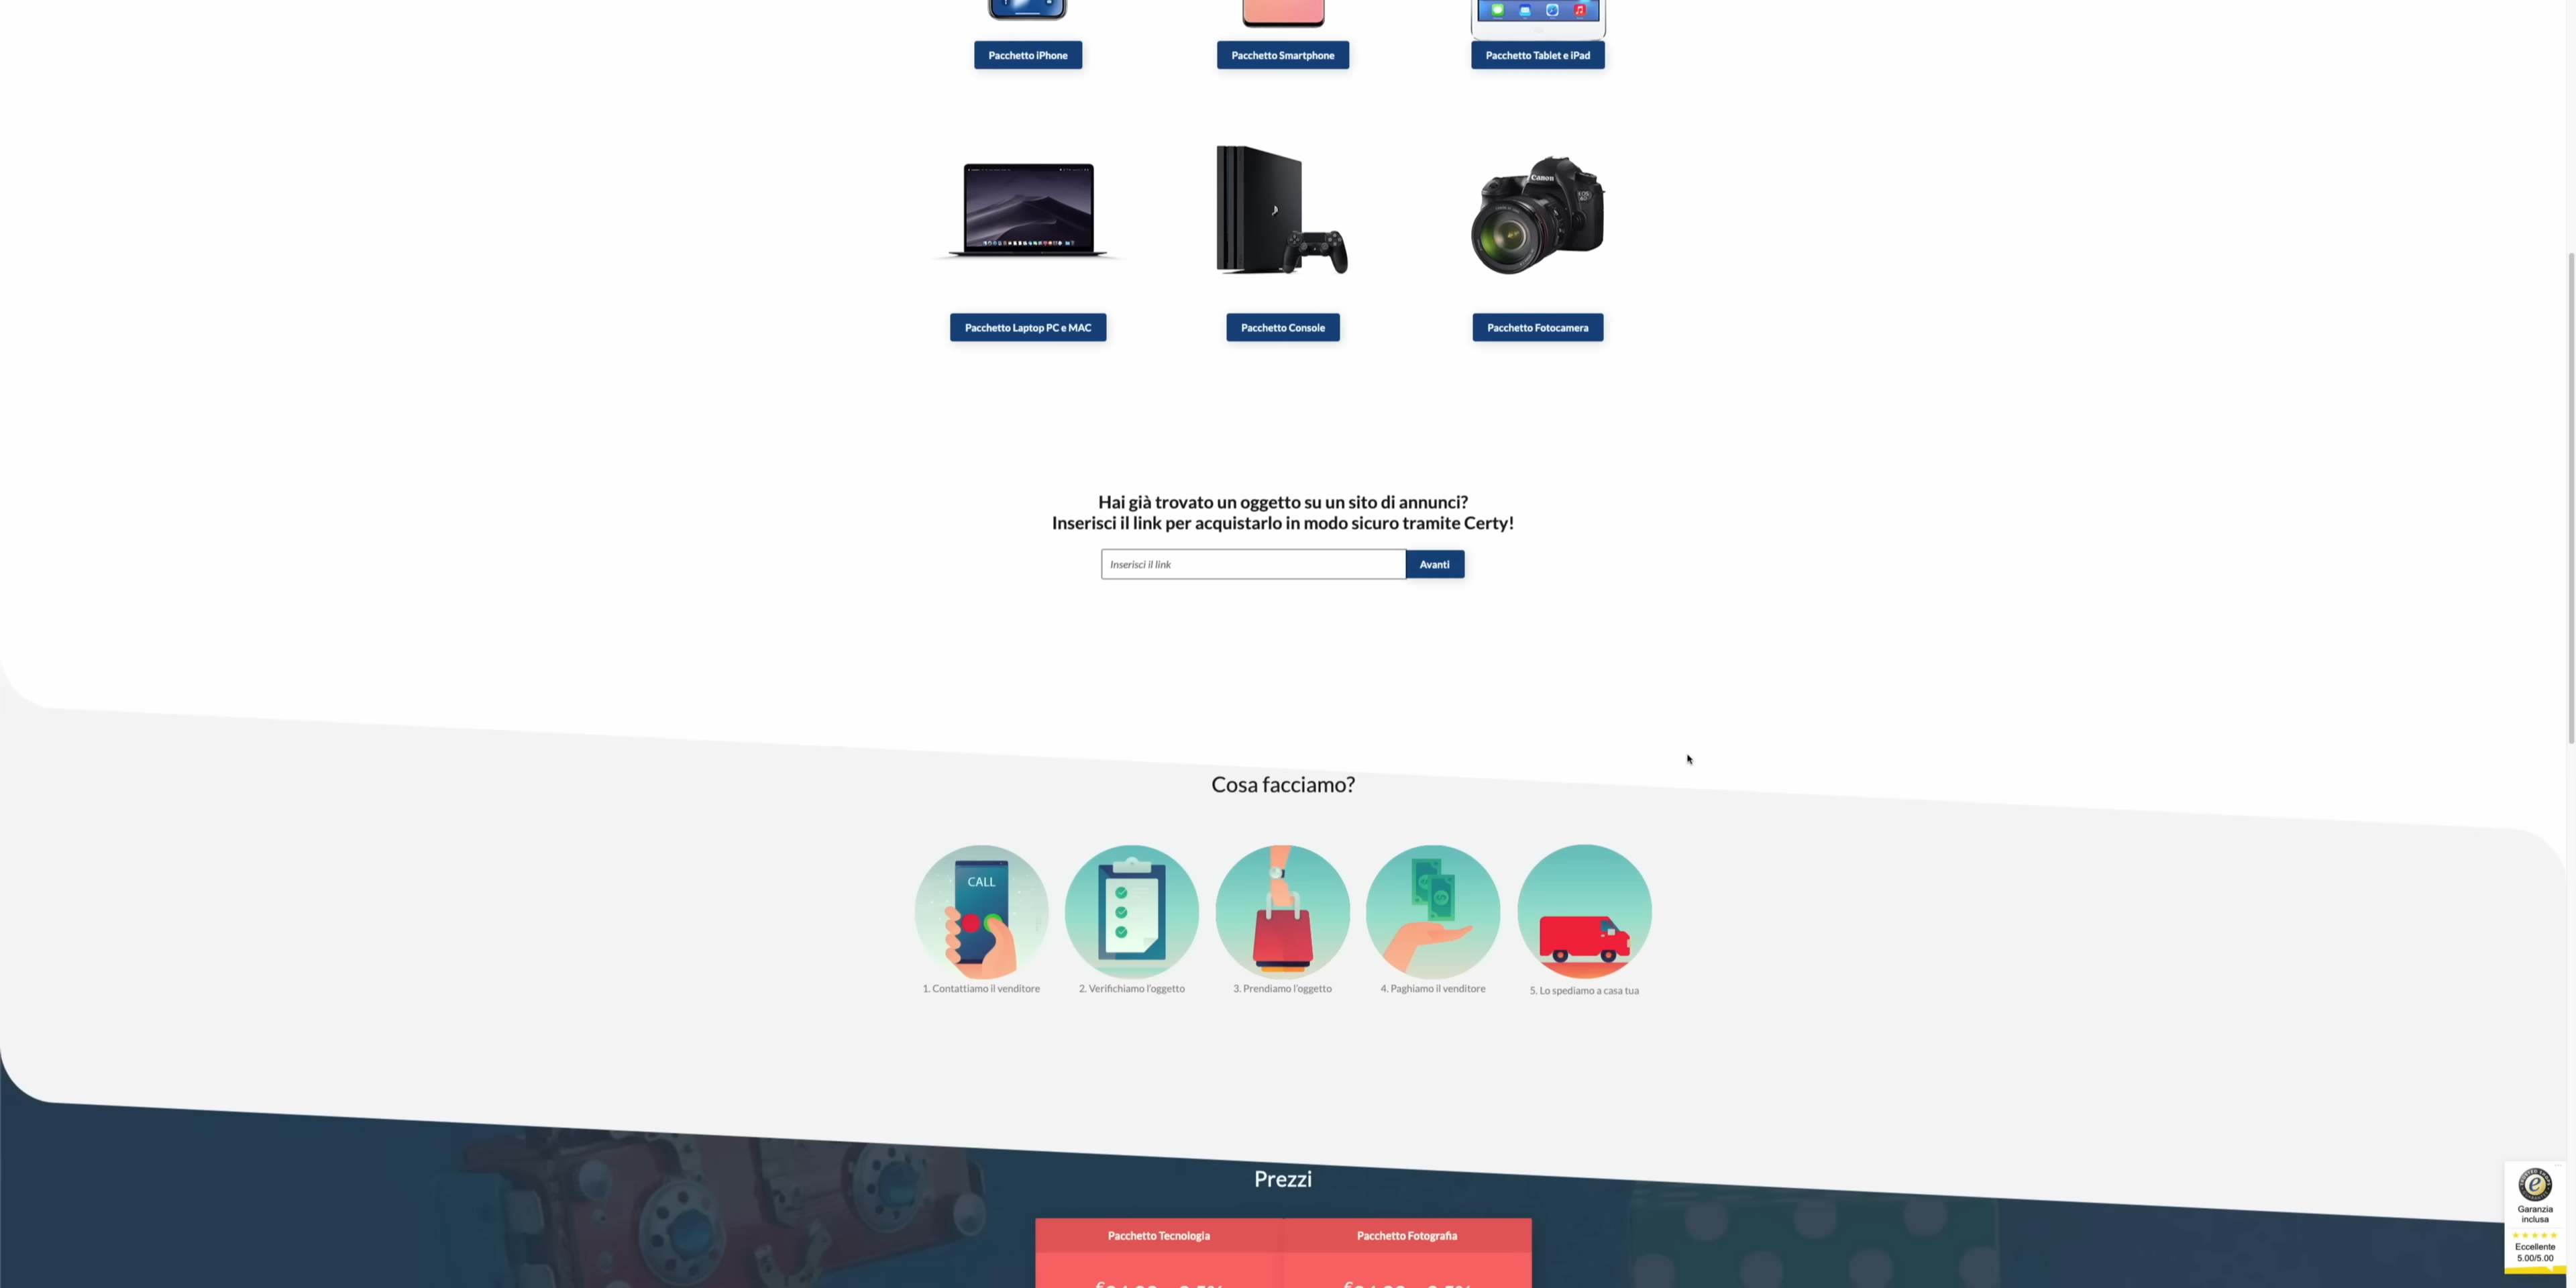 Pacchetto iPhone
Pacchetto Smartphone
Pacchetto Tablet e iPad
Canon
Pacchetto Laptop PC e MAC
Pacchetto Console
Pacchetto Fotocamera
Hai già trovato un oggetto su un sito di annunci?
Inserisci il link per acquistarlo in modo sicuro tramite Certy!
Inserisci il link
Avanti
Cosa facciamo?
CALL
1. Contattiamo il venditore
2. Verifichiamo l'oggetto
3. Prendiamo l'oggetto
4. Paghiamo il venditore
5. Lo spediamo a casa tua
Prezzi
Pacchetto Tecnologia
Pacchetto Fotografia
Garanzia
inclusa
Eccellente
5.00/5.00